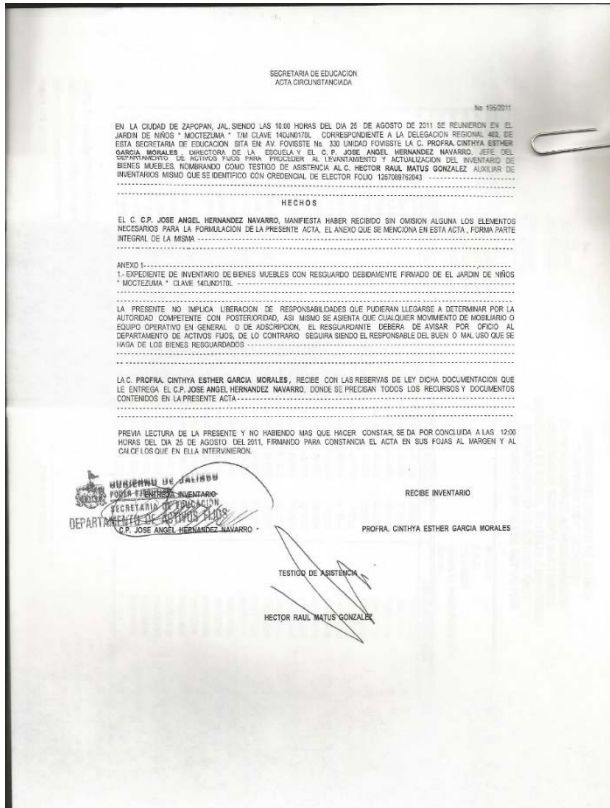 SECRETARIA DE EDUCACION
ACTA CIRCUNSTANCIADA
No 195/2011
EN LA CIUDAD DE ZAPOPAN, JAL. SIENDO LAS 10:00 HORAS DEL DIA 25 DE AGOSTO DE 2011 SE REUNIERON EN EL
JARDIN DE NIÑOS " MOCTEZUMA " T/M CLAVE 14DJN0170L CORRESPONDIENTE A LA DELEGACION REGIONAL 402, DE
ESTA SECRETARIA DE EDUCACION SITA EN: AV. FOVISSTE No. 330 UNIDAD FOVISSTE LA C. PROFRA. CINTHYA ESTHER
GARCIA MORALES , DIRECTORA DE LA ESCUELA Y EL C. P. JOSE ANGEL HERNANDEZ NAVARRO, JEFE DEL
DEPARTAMENTO DE ACTIVOS FIJOS PARA PROCEDER AL LEVANTAMIENTO Y ACTUALIZACION DEL INVENTARIO DE
BIENES MUEBLES, NOMBRANDO COMO TESTIGO DE ASISTENCIA AL C. HECTOR RAUL MATUS GONZALEZ AUXILIAR DE
INVENTARIOS MISMO QUE SE IDENTIFICO CON CREDENCIAL DE ELECTOR FOLIO 1267089762043
HECHOS
EL C. C.P. JOSE ANGEL HERNANDEZ NAVARRO, MANIFIESTA HABER RECIBIDO SIN OMISION ALGUNA LOS ELEMENTOS
NECESARIOS PARA LA FORMULACION DE LA PRESENTE ACTA, EL ANEXO QUE SE MENCIONA EN ESTA ACTA , FORMA PARTE
INTEGRAL DE LA MISMA
ANEXO 1
1.- EXPEDIENTE DE INVENTARIO DE BIENES MUEBLES CON RESGUARDO DEBIDAMENTE FIRMADO DE EL JARDIN DE NIÑOS
" MOCTEZUMA " CLAVE 14DJN0170L
LA PRESENTE NO IMPLICA LIBERACION DE RESPONSABILIDADES QUE PUDIERAN LLEGARSE A DETERMINAR POR LA
AUTORIDAD COMPETENTE CON POSTERIORIDAD, ASI MISMO SE ASIENTA QUE CUALQUIER MOVIMIENTO DE MOBILIARIO O
EQUIPO OPERATIVO EN GENERAL O DE ADSCRIPCION, EL RESGUARDANTE DEBERA DE AVISAR POR OFICIO AL
DEPARTAMENTO DE ACTIVOS FIJOS, DE LO CONTRARIO SEGUIRA SIENDO EL RESPONSABLE DEL BUEN O MAL USO QUE SE
HAGA DE LOS BIENES RESGUARDADOS
LA C. PROFRA. CINTHYA ESTHER GARCIA MORALES , RECIBE CON LAS RESERVAS DE LEY DICHA DOCUMENTACION QUE
LE ENTREGA EL C.P. JOSE ANGEL HERNANDEZ NAVARRO, DONDE SE PRECISAN TODOS LOS RECURSOS Y DOCUMENTOS
CONTENIDOS EN LA PRESENTE ACTA
PREVIA LECTURA DE LA PRESENTE Y NO HABIENDO MAS QUE HACER CONSTAR, SE DA POR CONCLUIDA A LAS 12:00
HORAS DEL DIA 25 DE AGOSTO DEL 2011, FIRMANDO PARA CONSTANCIA EL ACTA EN SUS FOJAS AL MARGEN Y AL
CALCE LOS QUE EN ELLA INTERVINIERON.
GOBIERNO DE JALISCO
PODER EJECUTIVO
SECRETARIA DE EDUCACION
DEPARTAMENTO DE ACTIVOS FIJOS
ENTREGA INVENTARIO
RECIBE INVENTARIO
C.P. JOSE ANGEL HERNANDEZ NAVARRO
PROFRA. CINTHYA ESTHER GARCIA MORALES
TESTIGO DE ASISTENCIA
HECTOR RAUL MATUS GONZALEZ